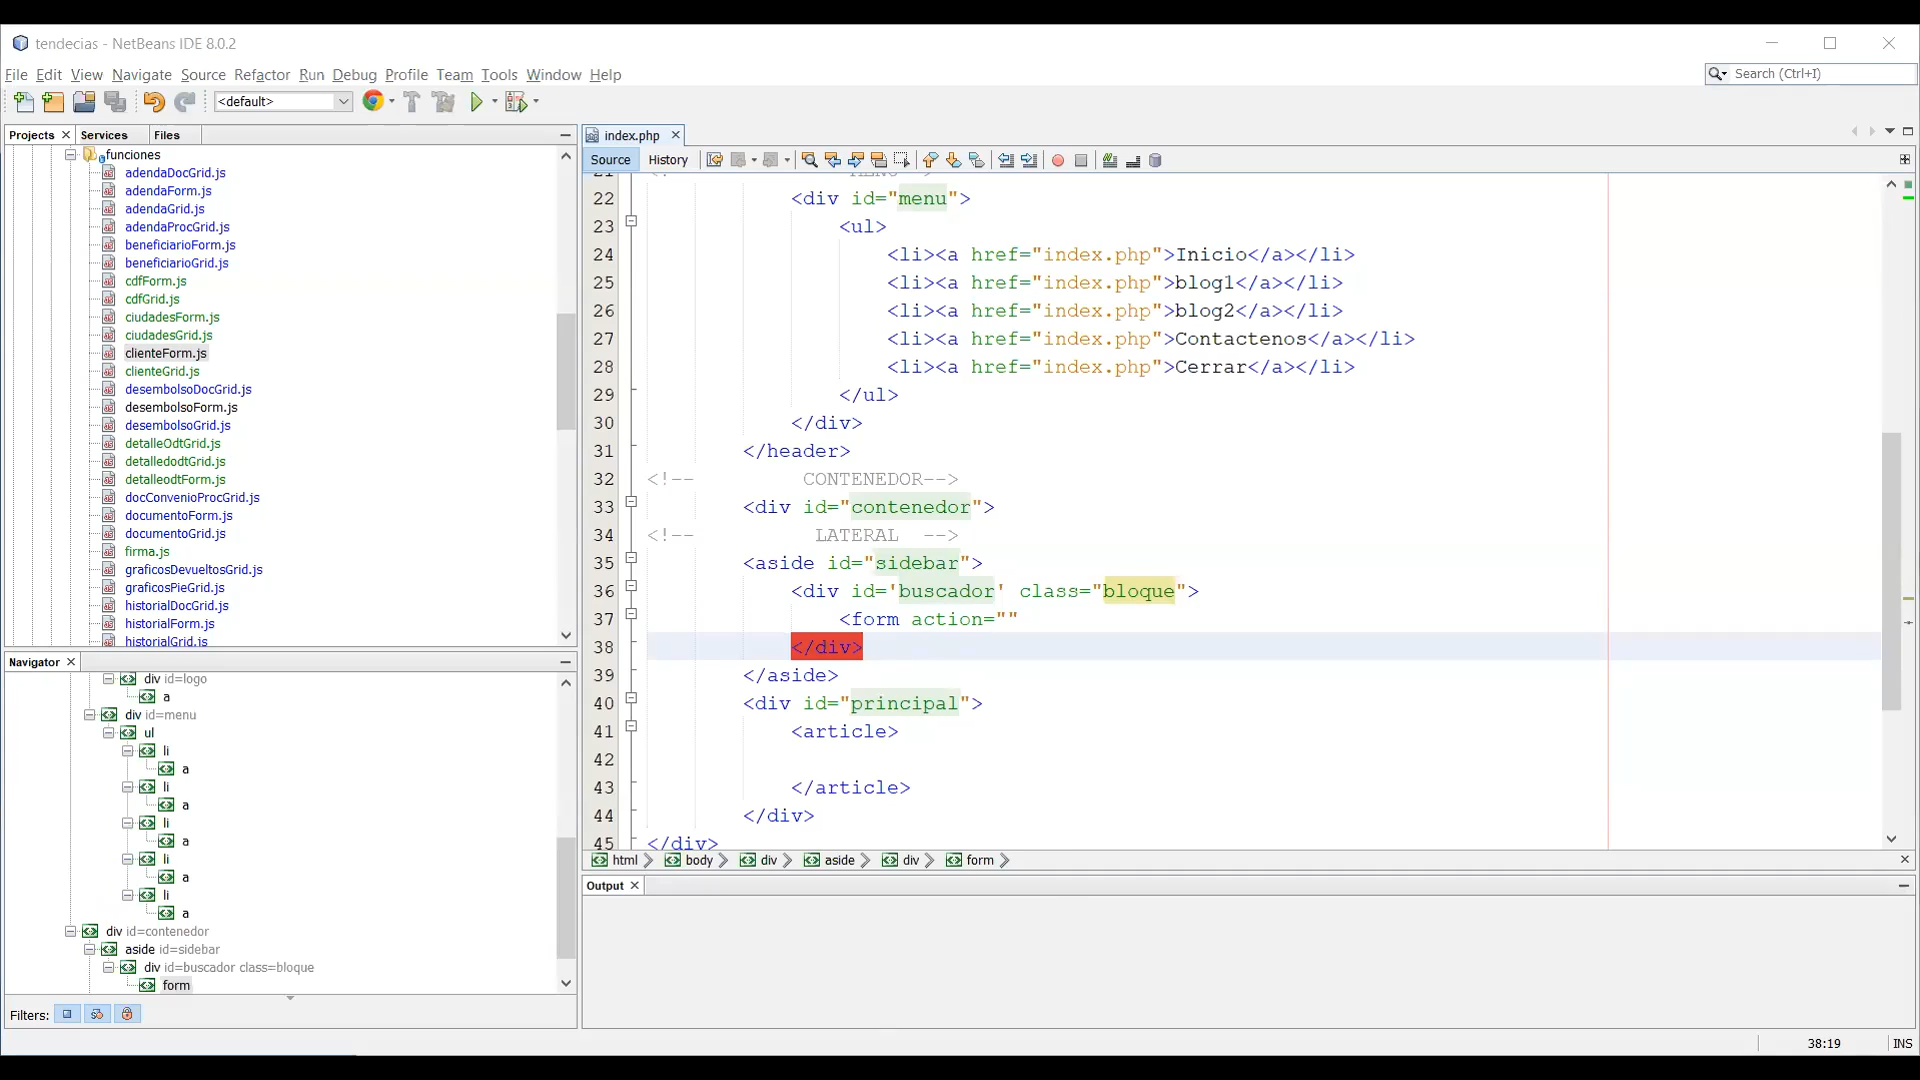 tendecias - NetBeans IDE 8.0.2
File Edit View Navigate Source Refactor Run Debug Profile Team Tools Window Help
Search (Ctrl+I)
<default>
Projects Services Files
funciones
adendaDocGrid.js
adendaForm.js
adendaGrid.js
adendaProcGrid.js
beneficiarioForm.js
beneficiarioGrid.js
cdfForm.js
cdfGrid.js
ciudadesForm.js
ciudadesGrid.js
clienteForm.js
clienteGrid.js
desembolsoDocGrid.js
desembolsoForm.js
desembolsoGrid.js
detalleOdtGrid.js
detalledodtGrid.js
detalleodtForm.js
docConvenioProcGrid.js
documentoForm.js
documentoGrid.js
firma.js
graficosDevueltosGrid.js
graficosPieGrid.js
historialDocGrid.js
historialForm.js
historialGrid.js
Navigator
div id=logo
a
div id=menu
ul
li
a
li
a
li
a
li
a
li
a
div id=contenedor
aside id=sidebar
div id=buscador class=bloque
form
Filters:
index.php
Source History
22 <div id="menu">
23 <ul>
24 <li><a href="index.php">Inicio</a></li>
25 <li><a href="index.php">blog1</a></li>
26 <li><a href="index.php">blog2</a></li>
27 <li><a href="index.php">Contactenos</a></li>
28 <li><a href="index.php">Cerrar</a></li>
29 </ul>
30 </div>
31 </header>
32 <!-- CONTENEDOR-->
33 <div id="contenedor">
34 <!-- LATERAL -->
35 <aside id="sidebar">
36 <div id='buscador' class="bloque">
37 <form action=""
38 </div>
39 </aside>
40 <div id="principal">
41 <article>
42
43 </article>
44 </div>
45 </div>
html body div aside div form
Output
38:19 INS